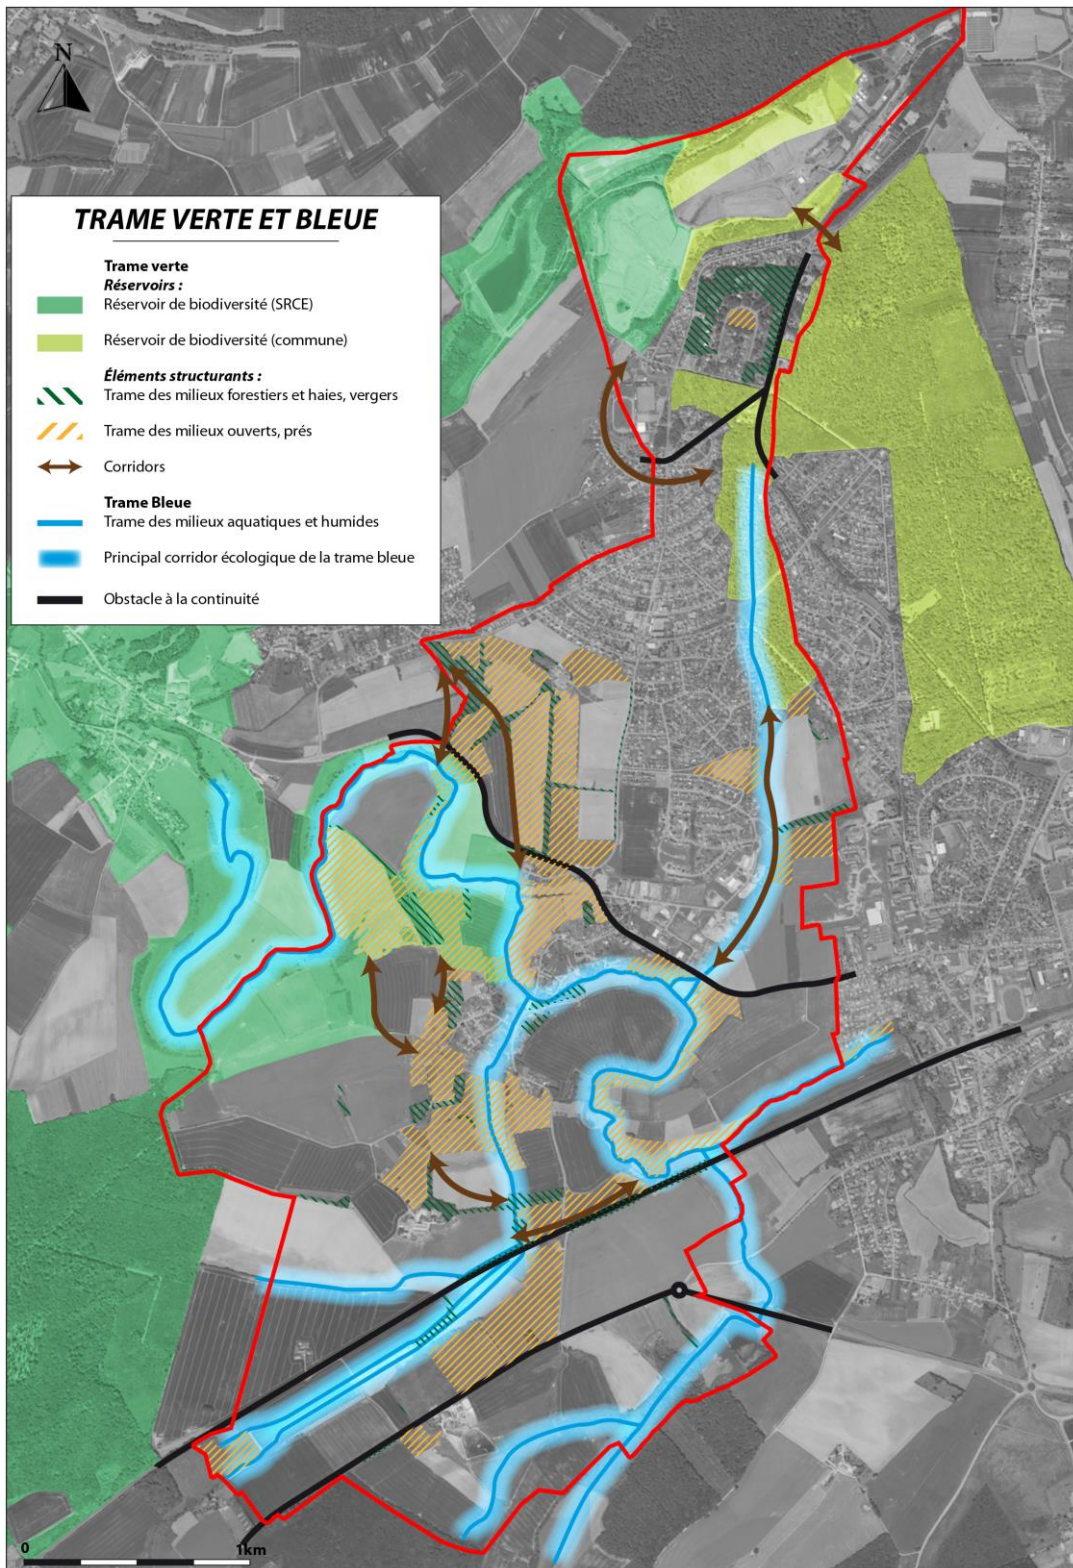 N
TRAME VERTE ET BLEUE
Trame verte
Réservoirs :
Réservoir de biodiversité (SRCE)
Réservoir de biodiversité (commune)
Éléments structurants :
Trame des milieux forestiers et haies, vergers
Trame des milieux ouverts, prés
Corridors
Trame Bleue
Trame des milieux aquatiques et humides
Principal corridor écologique de la trame bleue
Obstacle à la continuité
0 1km